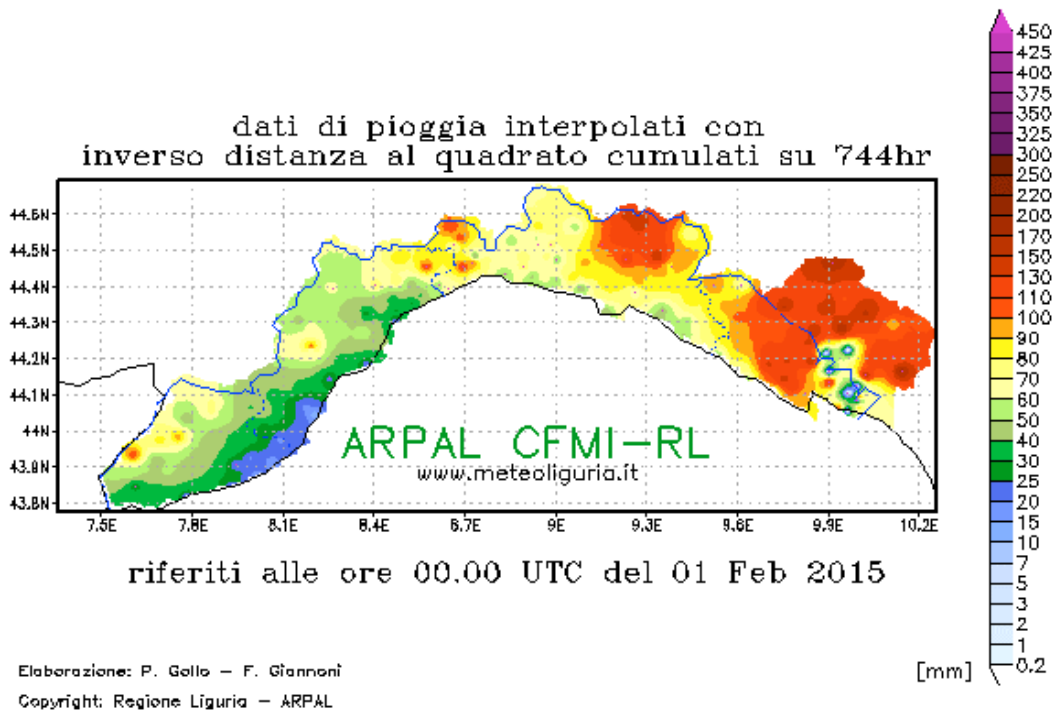 450
425
400
375
350
325
300
250
200
170
150
130
110
100
90
80
70
60
50
40
30
25
20
15
10
7
5
3
2
1
0.2
dati di pioggia interpolati con
inverso distanza al quadrato cumulati su 744hr
44.6N
44.5N
44.4N
44.3N
44.2N
44.1N
44N
43.9N
43.8N
ARPAL CFMI-RL
www.meteoliguria.it
7.5E 7.8E 8.1E 8.4E 8.7E 9E 9.3E 9.6E 9.9E 10.2E
riferiti alle ore 00.00 UTC del 01 Feb 2015
Elaborazione: P. Gollo - F. Giannoni
[mm]
Copyright: Regione Liguria - ARPAL